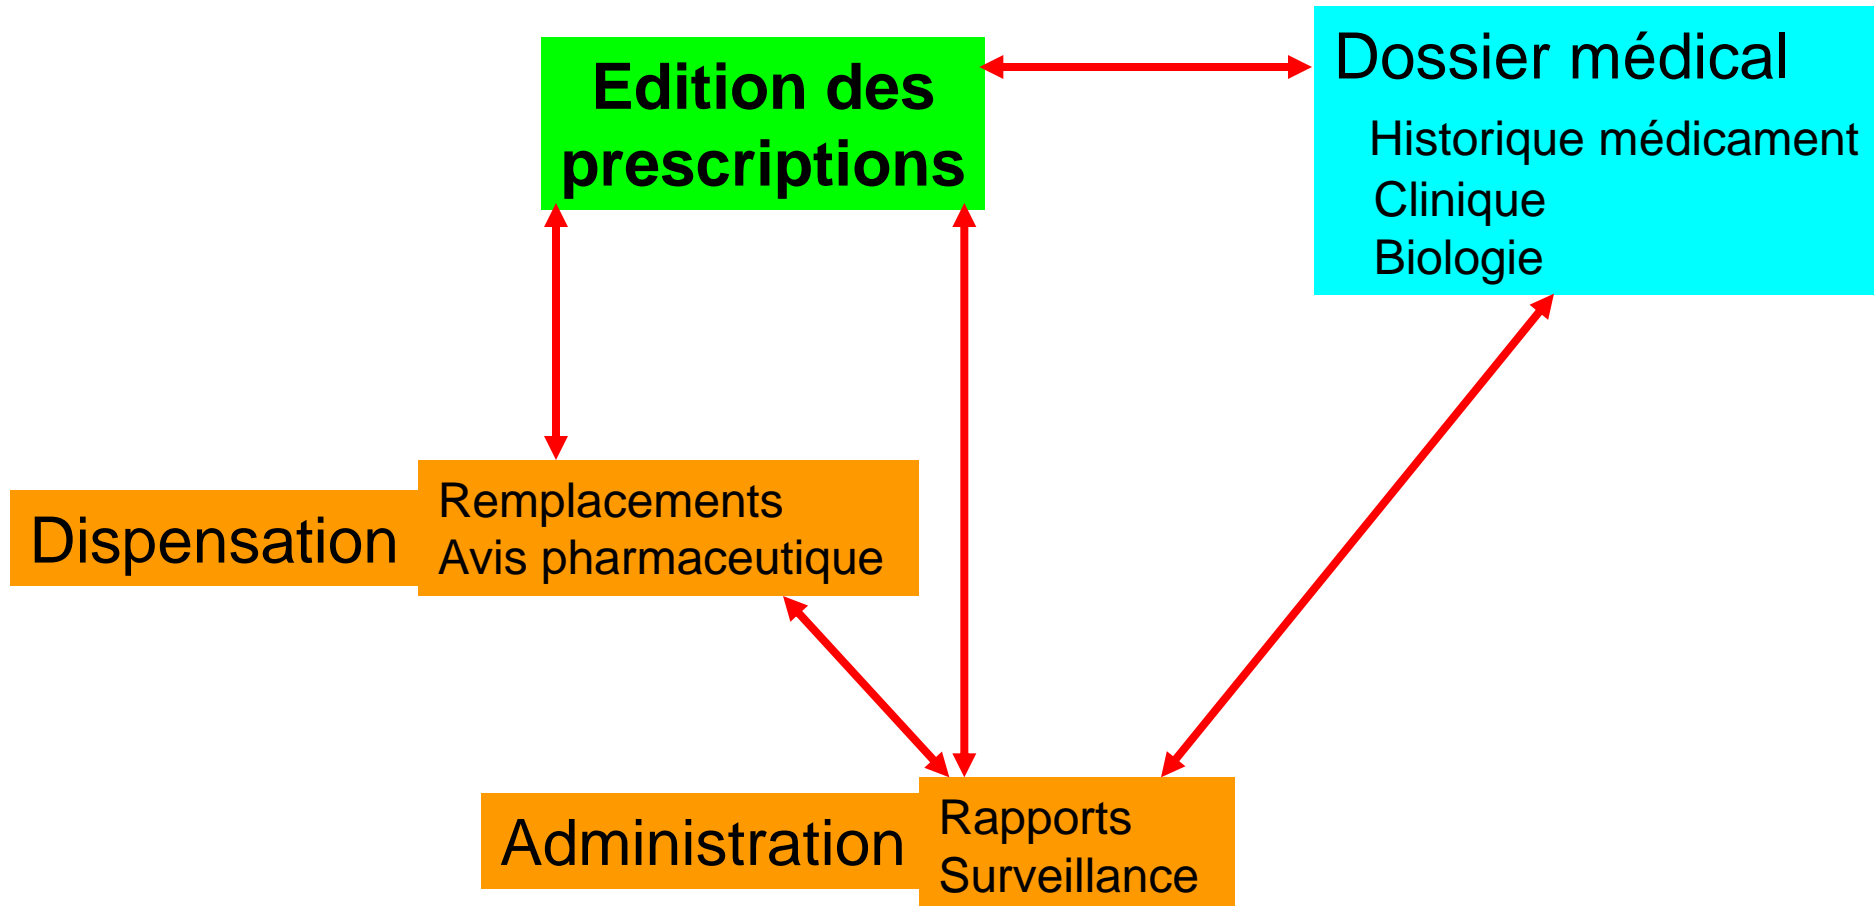 Edition des
prescriptions
Dossier médical
Historique médicament
Clinique
Biologie
Dispensation
Remplacements
Avis pharmaceutique
Administration
Rapports
Surveillance